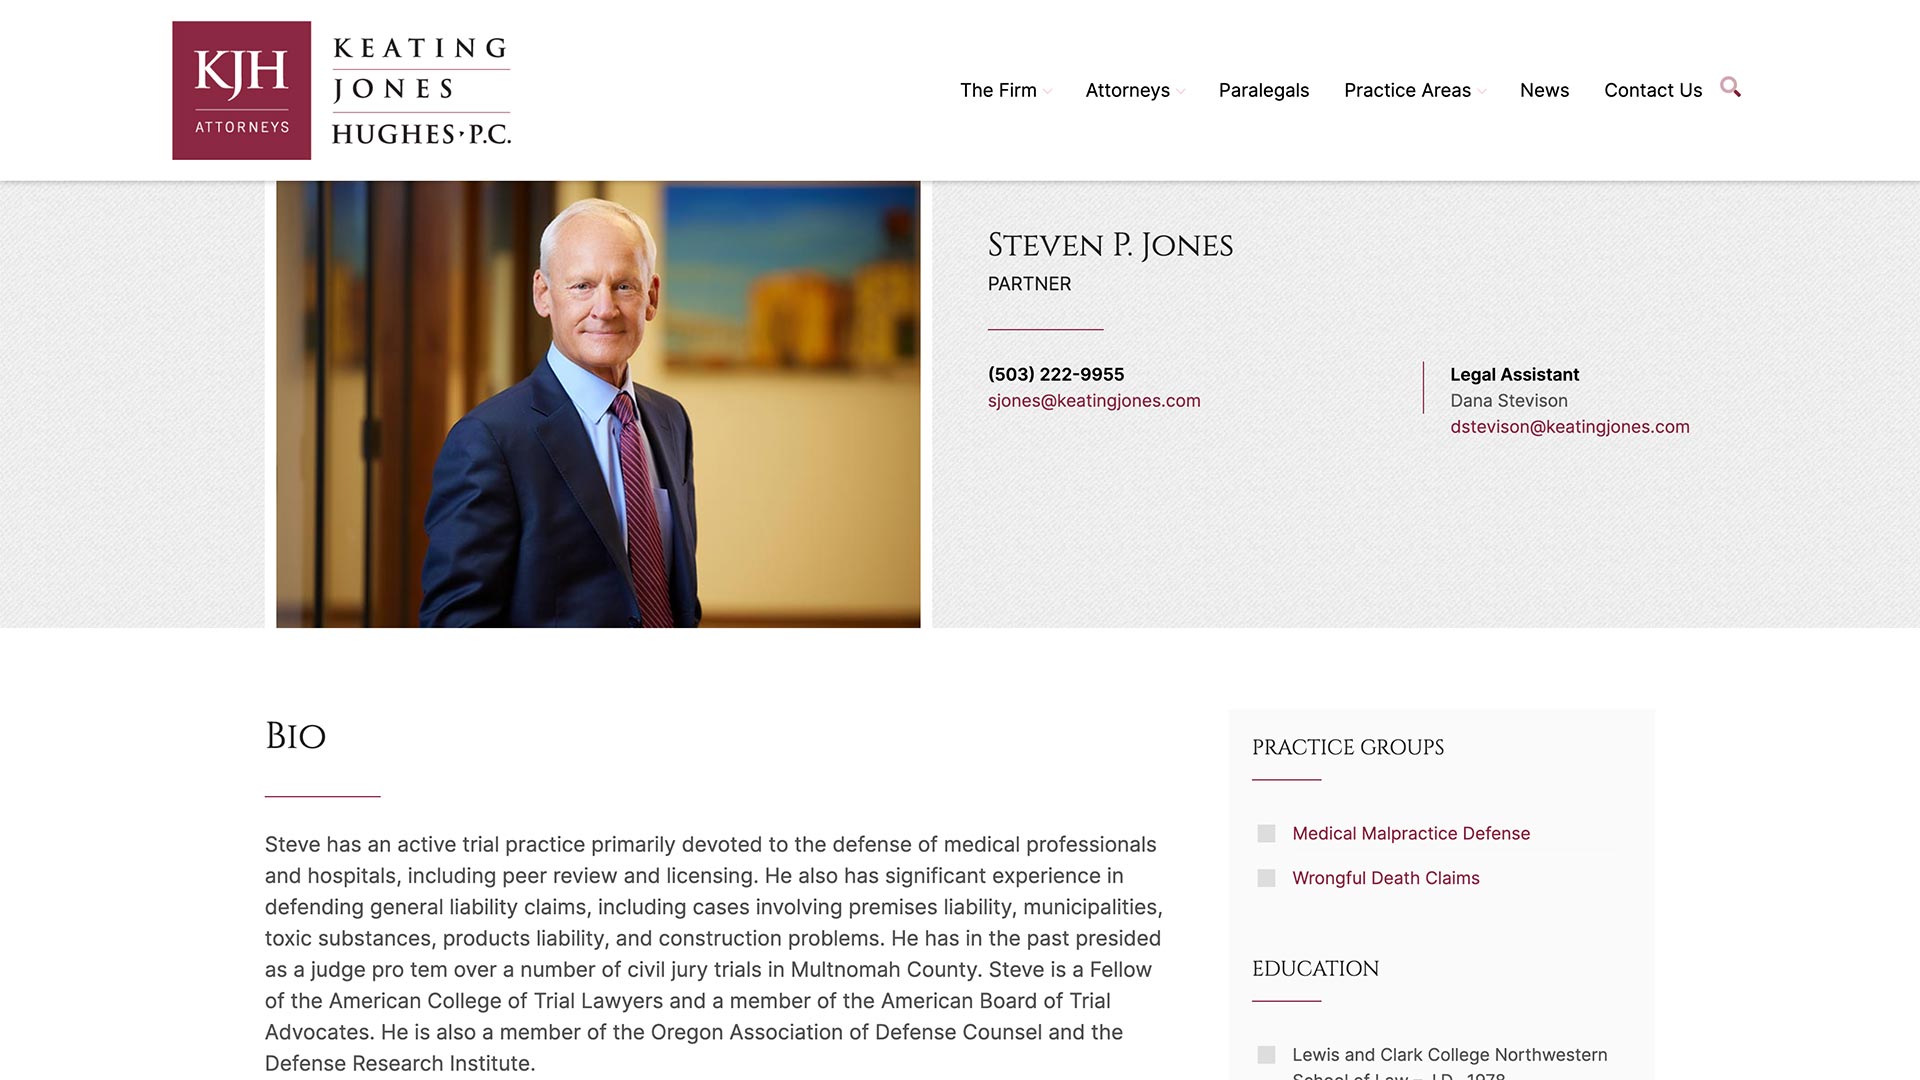 KJH
ATTORNEYS
KEATING
JONES
HUGHES · P.C.
The Firm
Attorneys
Paralegals
Practice Areas
News
Contact Us
STEVEN P. JONES
PARTNER
(503) 222-9955
sjones@keatingjones.com
Legal Assistant
Dana Stevison
dstevison@keatingjones.com
BIO
Steve has an active trial practice primarily devoted to the defense of medical professionals
and hospitals, including peer review and licensing. He also has significant experience in
defending general liability claims, including cases involving premises liability, municipalities,
toxic substances, products liability, and construction problems. He has in the past presided
as a judge pro tem over a number of civil jury trials in Multnomah County. Steve is a Fellow
of the American College of Trial Lawyers and a member of the American Board of Trial
Advocates. He is also a member of the Oregon Association of Defense Counsel and the
Defense Research Institute.
PRACTICE GROUPS
Medical Malpractice Defense
Wrongful Death Claims
EDUCATION
Lewis and Clark College Northwestern
School of Law – J.D., 1978